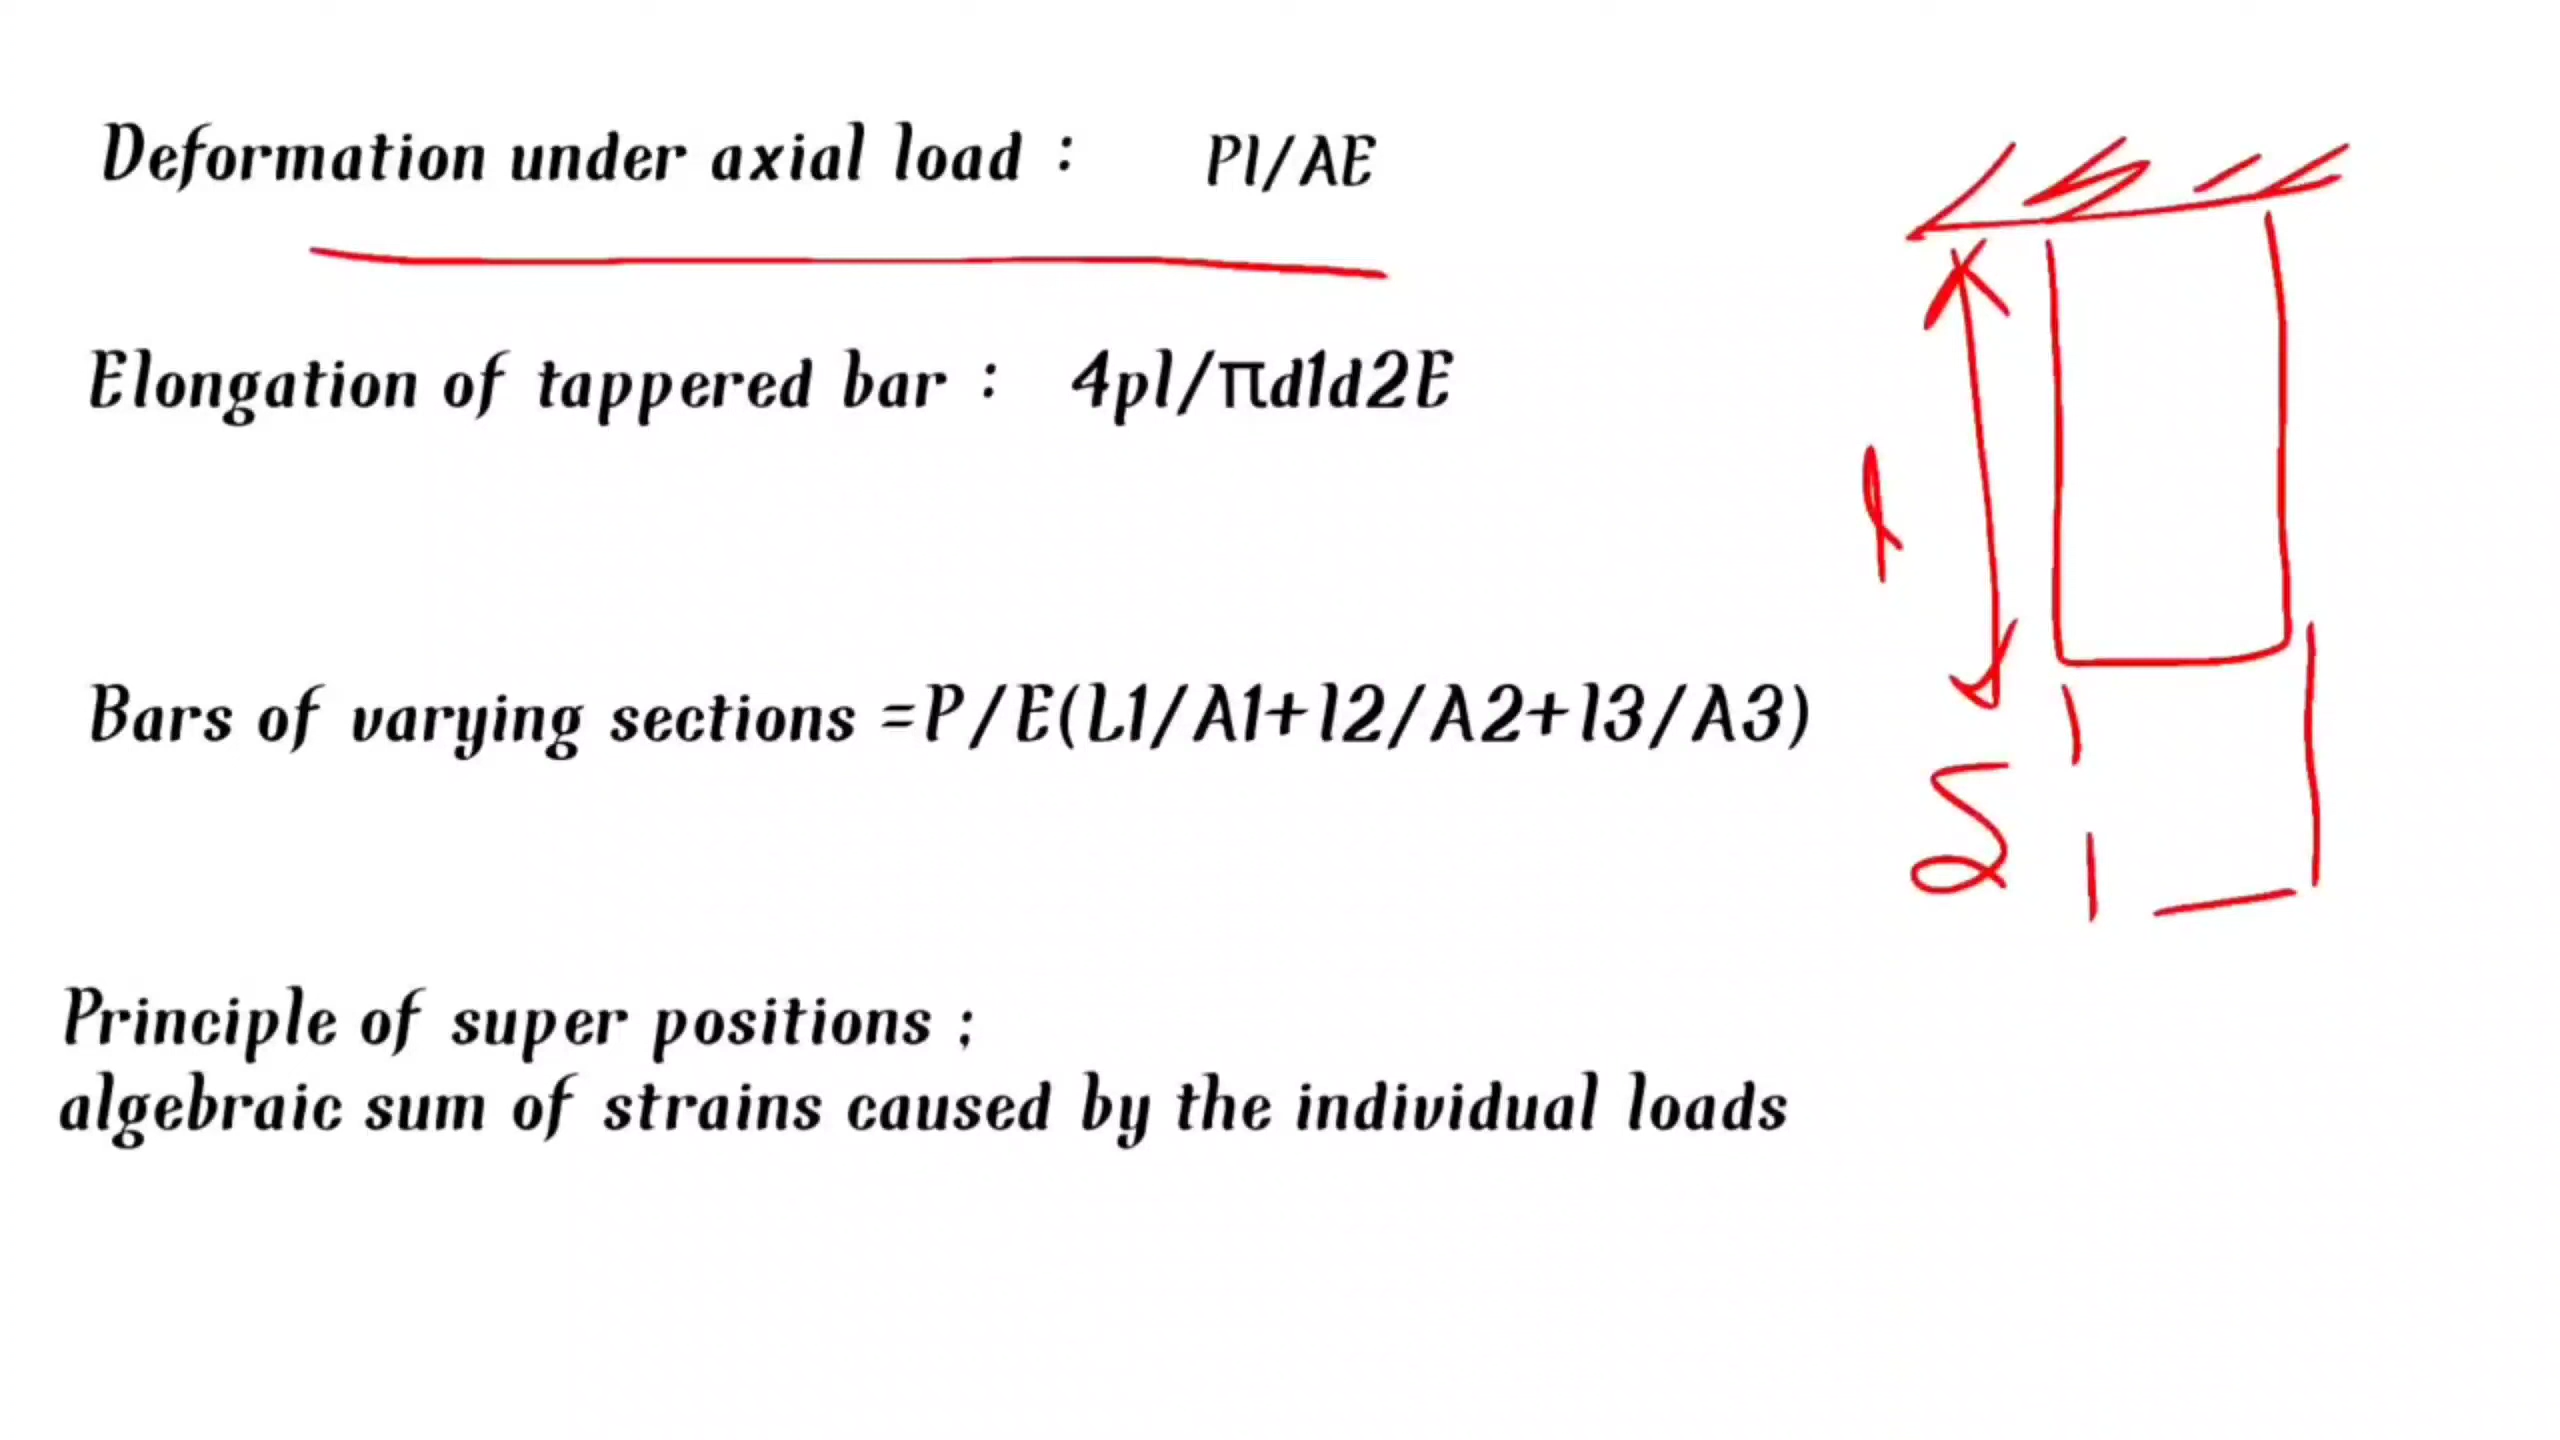 Deformation under axial load : Pl/AE
Elongation of tappered bar : 4pl/πd1d2E
Bars of varying sections =P/E(L1/A1+l2/A2+l3/A3)
Principle of super positions ;
algebraic sum of strains caused by the individual loads